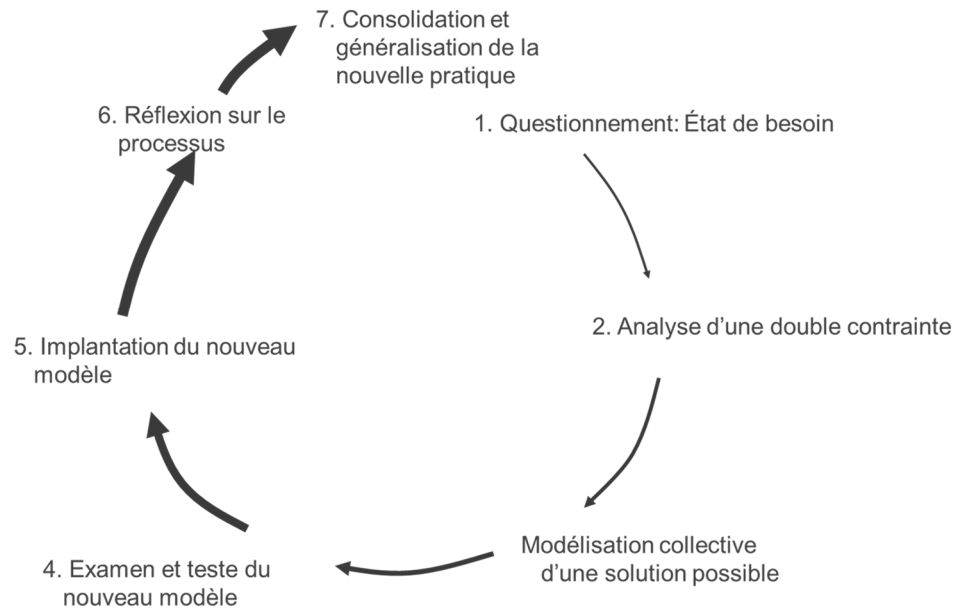 7. Consolidation et
généralisation de la
nouvelle pratique
6. Réflexion sur le
processus
1. Questionnement: État de besoin
2. Analyse d’une double contrainte
5. Implantation du nouveau
modèle
Modélisation collective
d’une solution possible
4. Examen et teste du
nouveau modèle